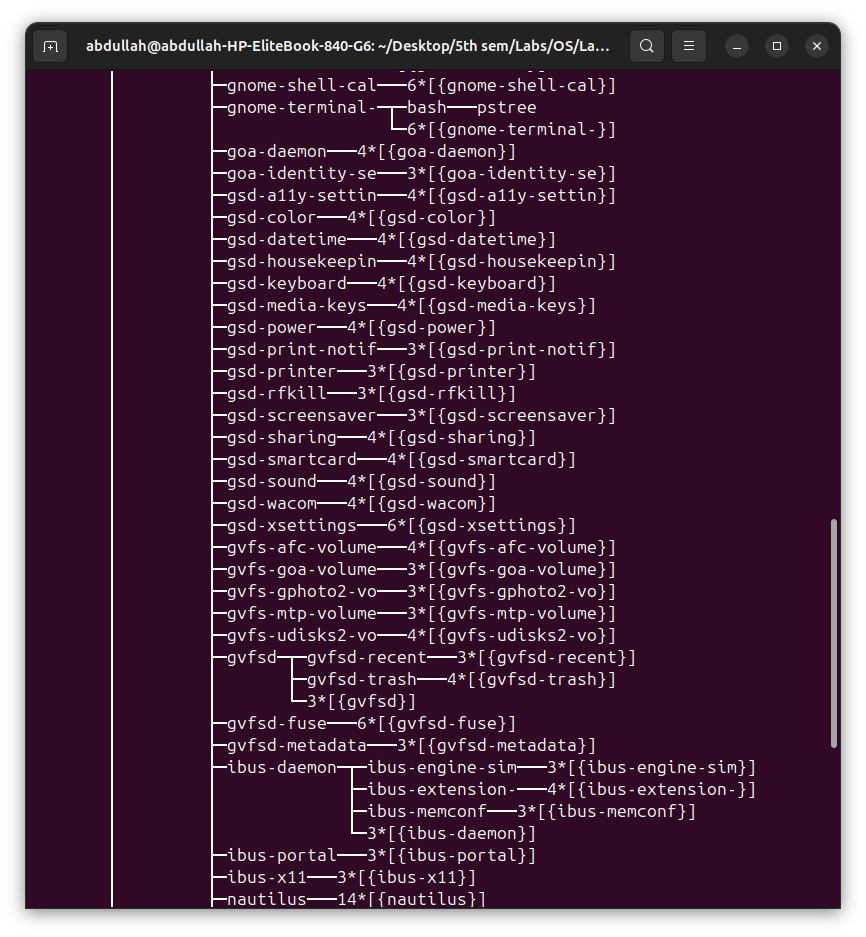 abdullah@abdullah-HP-EliteBook-840-G6: ~/Desktop/5th sem/Labs/OS/La...
├─gnome-shell-cal───6*[{gnome-shell-cal}]
├─gnome-terminal-─┬─bash───pstree
│                 └─6*[{gnome-terminal-}]
├─goa-daemon───4*[{goa-daemon}]
├─goa-identity-se───3*[{goa-identity-se}]
├─gsd-a11y-settin───4*[{gsd-a11y-settin}]
├─gsd-color───4*[{gsd-color}]
├─gsd-datetime───4*[{gsd-datetime}]
├─gsd-housekeepin───4*[{gsd-housekeepin}]
├─gsd-keyboard───4*[{gsd-keyboard}]
├─gsd-media-keys───4*[{gsd-media-keys}]
├─gsd-power───4*[{gsd-power}]
├─gsd-print-notif───3*[{gsd-print-notif}]
├─gsd-printer───3*[{gsd-printer}]
├─gsd-rfkill───3*[{gsd-rfkill}]
├─gsd-screensaver───3*[{gsd-screensaver}]
├─gsd-sharing───4*[{gsd-sharing}]
├─gsd-smartcard───4*[{gsd-smartcard}]
├─gsd-sound───4*[{gsd-sound}]
├─gsd-wacom───4*[{gsd-wacom}]
├─gsd-xsettings───6*[{gsd-xsettings}]
├─gvfs-afc-volume───4*[{gvfs-afc-volume}]
├─gvfs-goa-volume───3*[{gvfs-goa-volume}]
├─gvfs-gphoto2-vo───3*[{gvfs-gphoto2-vo}]
├─gvfs-mtp-volume───3*[{gvfs-mtp-volume}]
├─gvfs-udisks2-vo───4*[{gvfs-udisks2-vo}]
├─gvfsd─┬─gvfsd-recent───3*[{gvfsd-recent}]
│       ├─gvfsd-trash───4*[{gvfsd-trash}]
│       └─3*[{gvfsd}]
├─gvfsd-fuse───6*[{gvfsd-fuse}]
├─gvfsd-metadata───3*[{gvfsd-metadata}]
├─ibus-daemon─┬─ibus-engine-sim───3*[{ibus-engine-sim}]
│             ├─ibus-extension-───4*[{ibus-extension-}]
│             ├─ibus-memconf───3*[{ibus-memconf}]
│             └─3*[{ibus-daemon}]
├─ibus-portal───3*[{ibus-portal}]
├─ibus-x11───3*[{ibus-x11}]
├─nautilus───14*[{nautilus}]